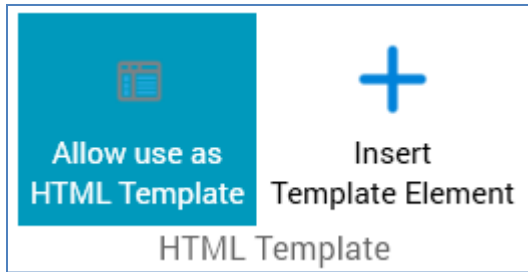 Allow use as
HTML Template
Insert
Template Element
HTML Template